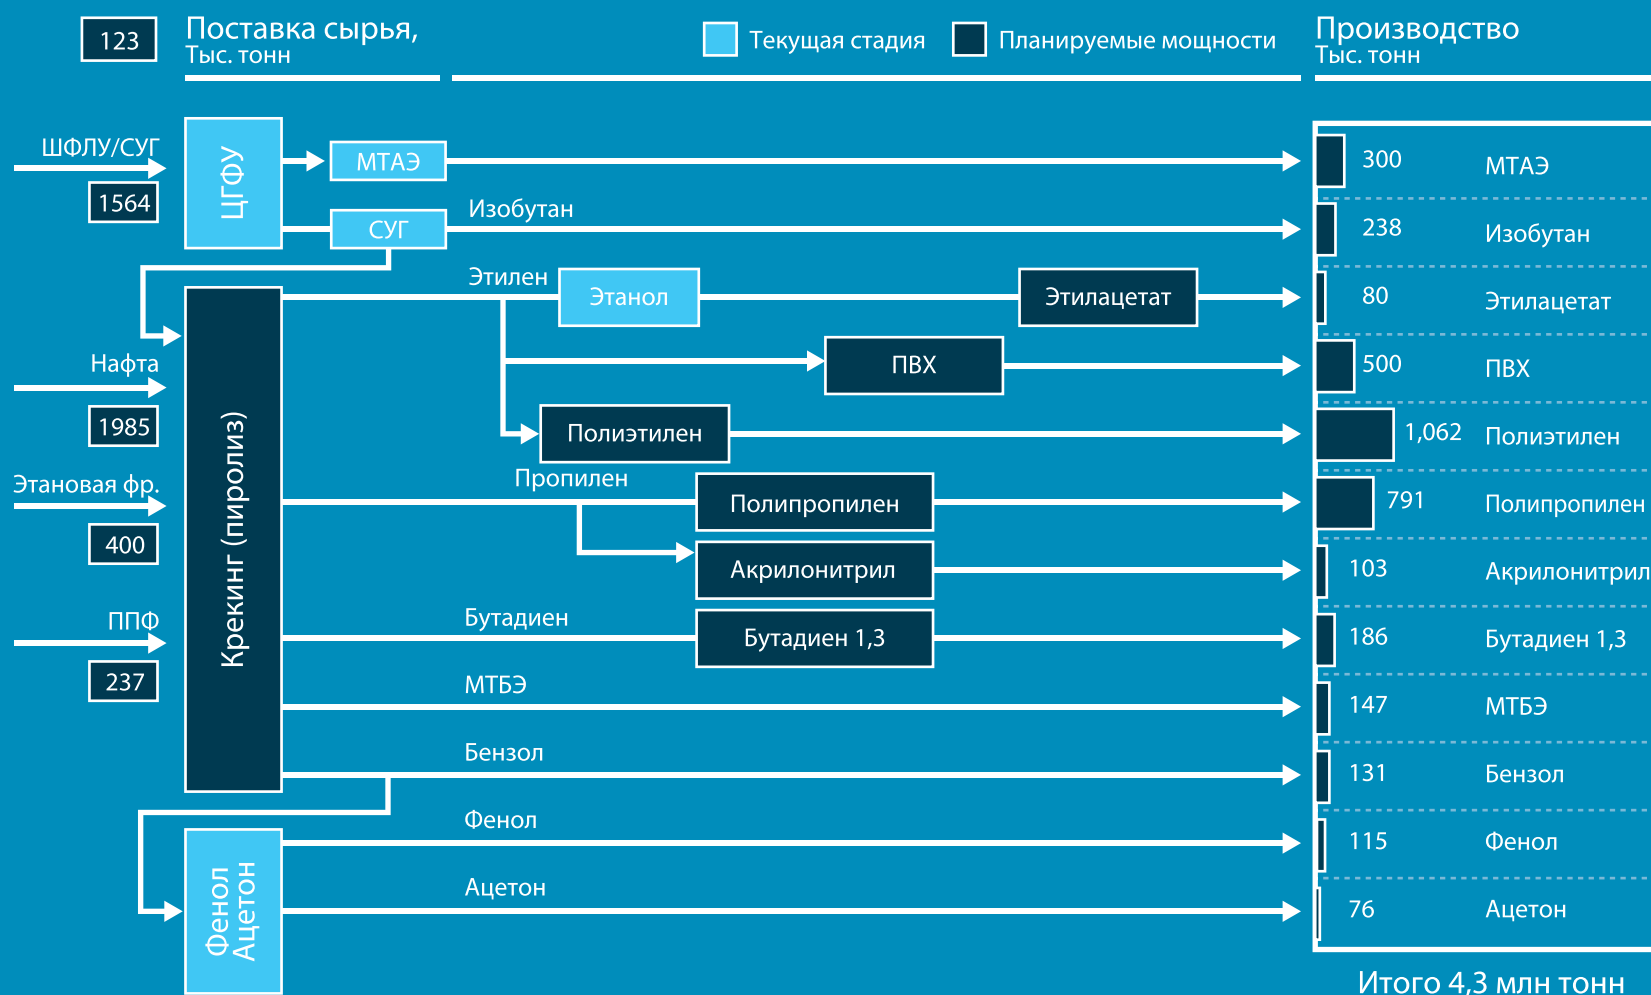 123
Поставка сырья,
Тыс. тонн
Текущая стадия
Планируемые мощности
Производство
Тыс. тонн
ШФЛУ/СУГ
1564
ЦГФУ
МТАЭ
300
МТАЭ
СУГ
Изобутан
238
Изобутан
Этилен
Этанол
Этилацетат
80
Этилацетат
Нафта
1985
Крекинг (пиролиз)
ПВХ
500
ПВХ
Полиэтилен
1,062
Полиэтилен
Этановая фр.
400
Пропилен
Полипропилен
791
Полипропилен
Акрилонитрил
103
Акрилонитрил
ППФ
237
Бутадиен
Бутадиен 1,3
186
Бутадиен 1,3
МТБЭ
147
МТБЭ
Бензол
131
Бензол
Фенол
Ацетон
Фенол
115
Фенол
Ацетон
76
Ацетон
Итого 4,3 млн тонн